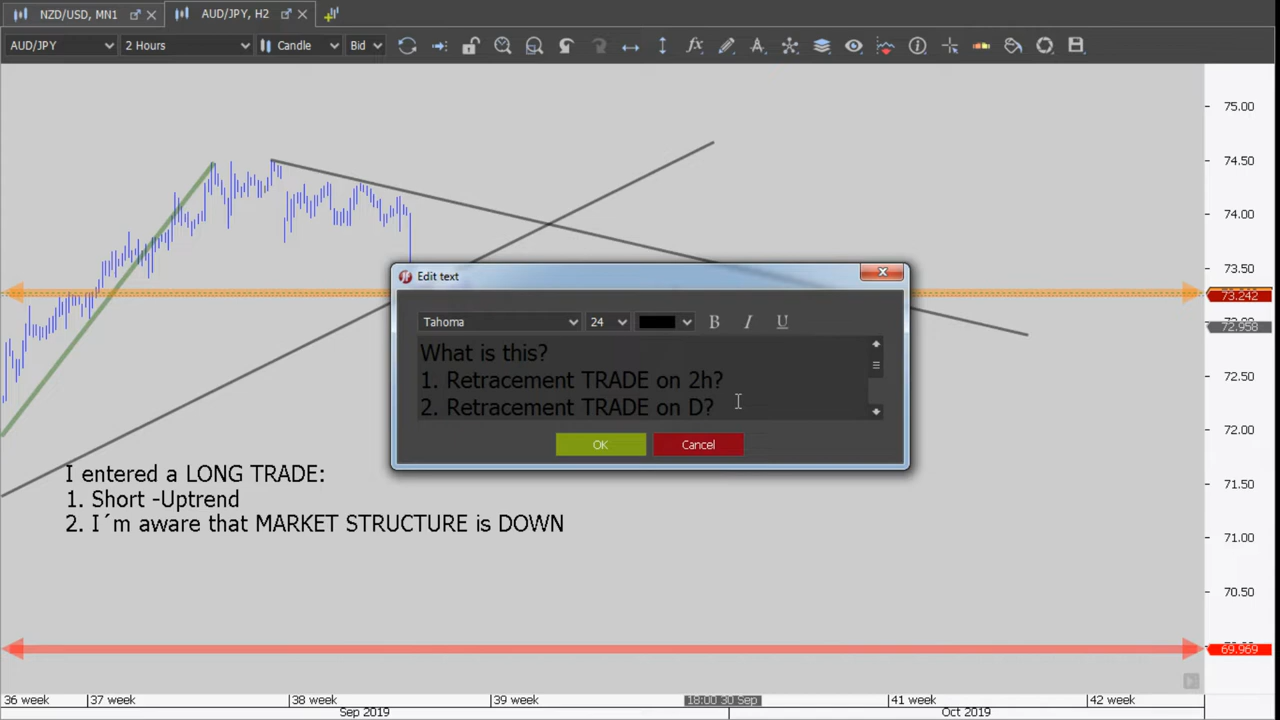 NZD/USD, MN1
AUD/JPY, H2
AUD/JPY
2 Hours
Candle
Bid
75.00
74.50
74.00
73.50
73.242
72.958
72.50
72.00
71.50
71.00
70.50
69.969
Edit text
Tahoma
24
B I U
What is this?
1. Retracement TRADE on 2h?
2. Retracement TRADE on D?
OK
Cancel
I entered a LONG TRADE:
1. Short -Uptrend
2. I´m aware that MARKET STRUCTURE is DOWN
36 week
37 week
38 week
39 week
18:00 30 Sep
41 week
42 week
Sep 2019
Oct 2019